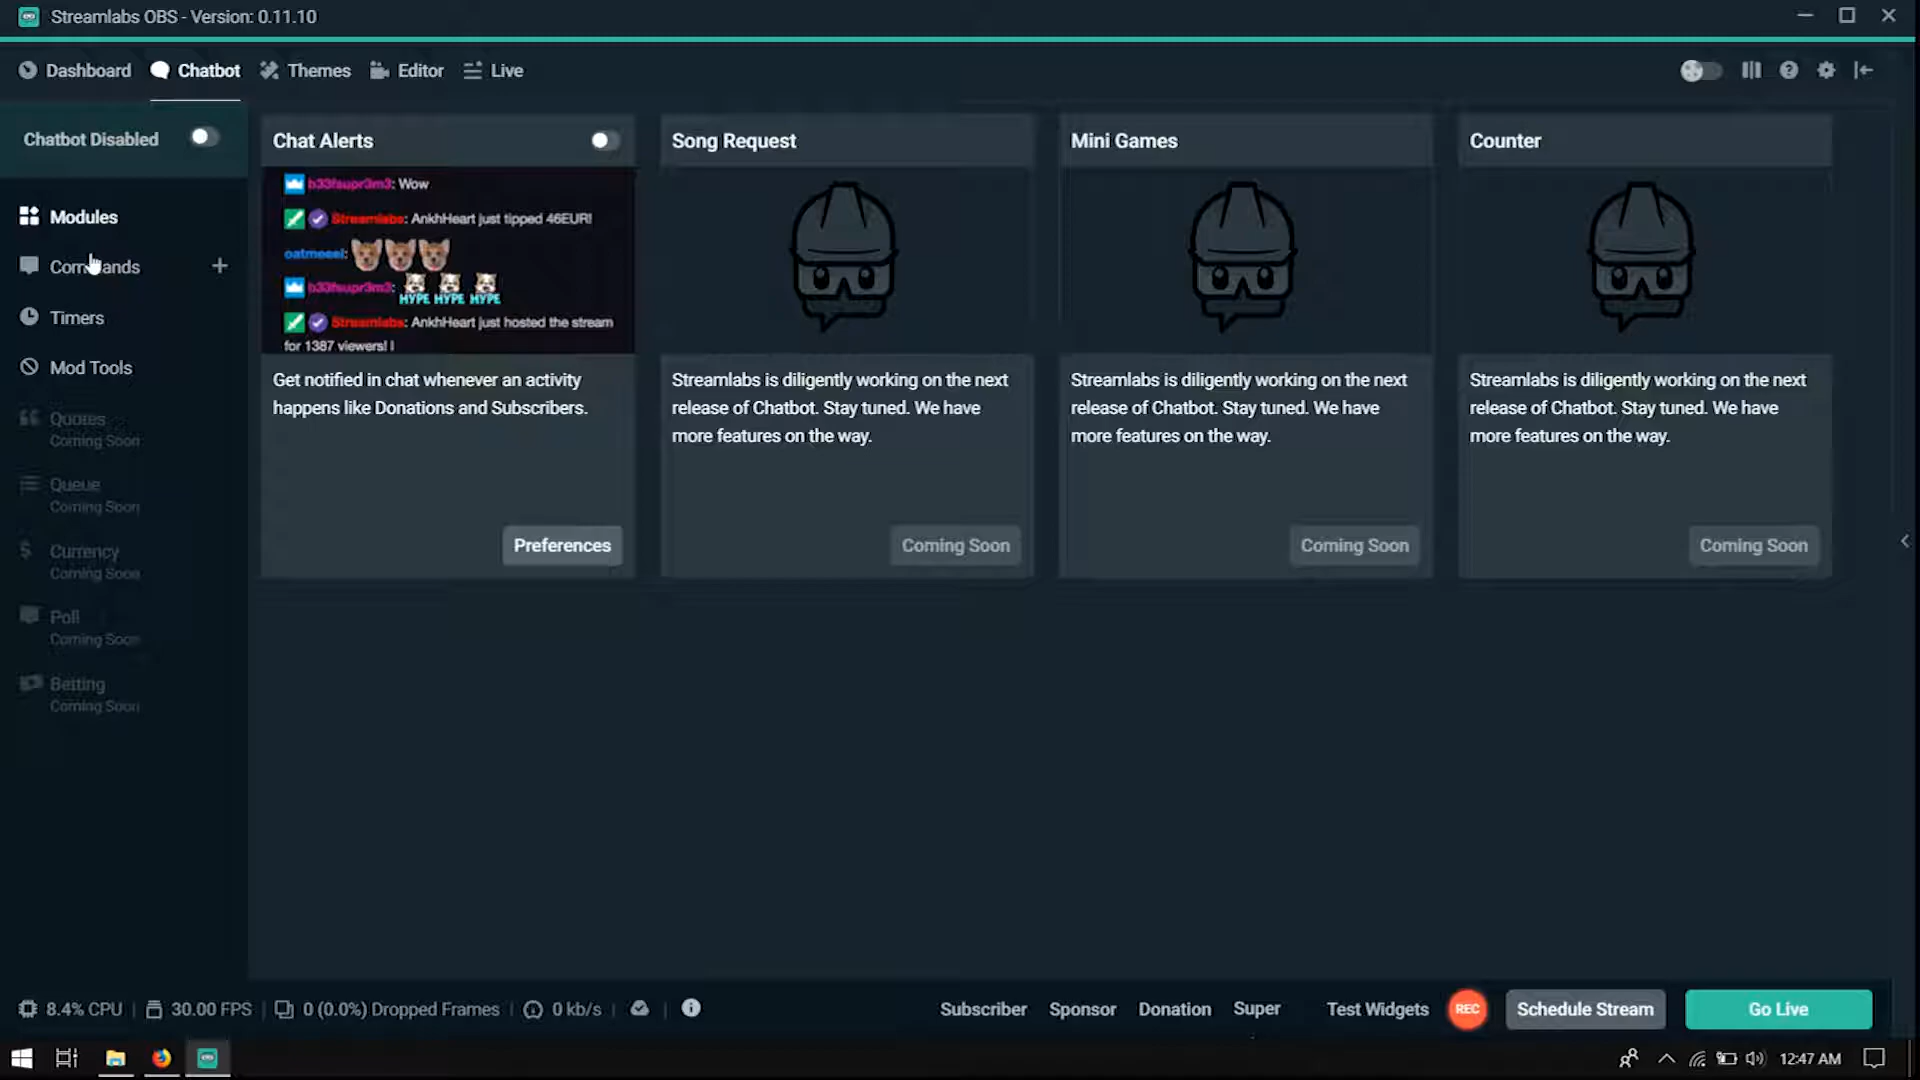 Streamlabs OBS - Version: 0.11.10
Dashboard Chatbot Themes Editor Live
Chatbot Disabled
Modules
Commands
Timers
Mod Tools
Quotes
Coming Soon
Queue
Coming Soon
Currency
Coming Soon
Poll
Coming Soon
Betting
Coming Soon
Chat Alerts
b33fsupr3m3: Wow
Streamlabs: AnkhHeart just tipped 46EUR!
oatmeeel:
b33fsupr3m3: HYPE HYPE HYPE
Streamlabs: AnkhHeart just hosted the stream
for 1387 viewers! l
Get notified in chat whenever an activity
happens like Donations and Subscribers.
Preferences
Song Request
Streamlabs is diligently working on the next
release of Chatbot. Stay tuned. We have
more features on the way.
Coming Soon
Mini Games
Streamlabs is diligently working on the next
release of Chatbot. Stay tuned. We have
more features on the way.
Coming Soon
Counter
Streamlabs is diligently working on the next
release of Chatbot. Stay tuned. We have
more features on the way.
Coming Soon
8.4% CPU 30.00 FPS 0 (0.0%) Dropped Frames 0 kb/s Subscriber Sponsor Donation Super Test Widgets REC Schedule Stream Go Live
12:47 AM